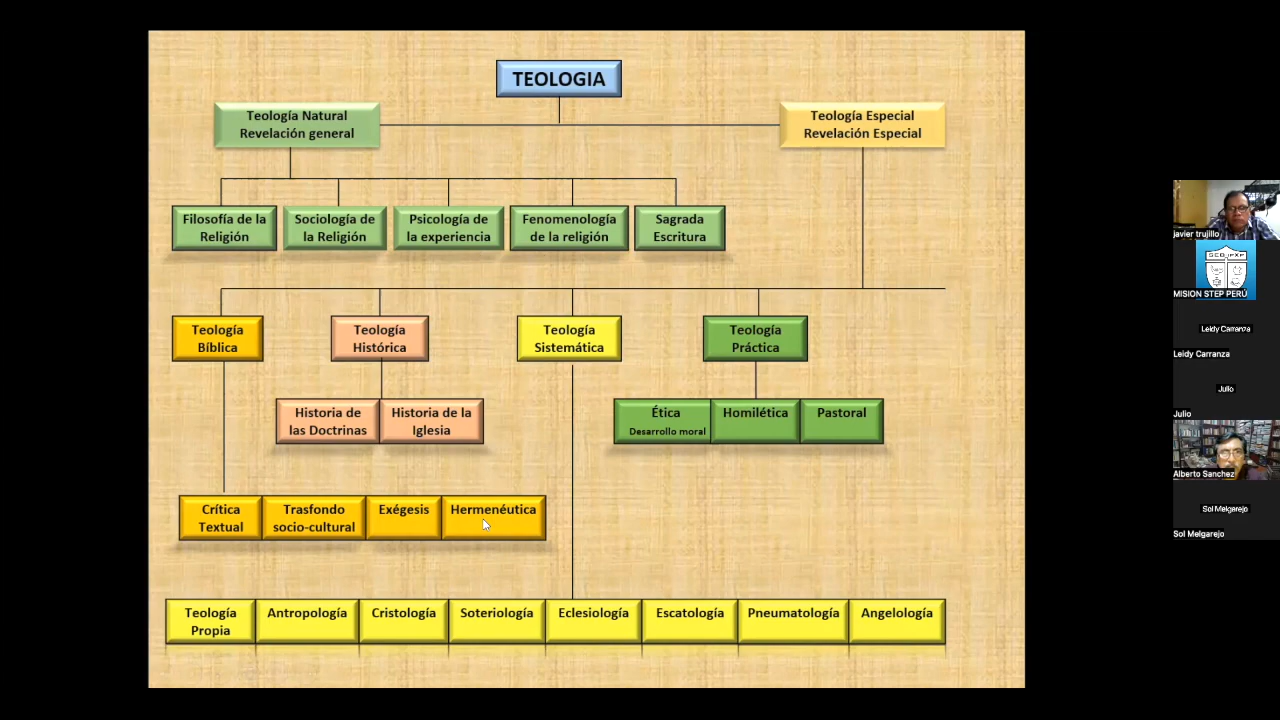 TEOLOGIA
Teología Natural
Revelación general
Teología Especial
Revelación Especial
Filosofía de la
Religión
Sociología de
la Religión
Psicología de
la experiencia
Fenomenología
de la religión
Sagrada
Escritura
Teología
Bíblica
Teología
Histórica
Teología
Sistemática
Teología
Práctica
Historia de
las Doctrinas
Historia de la
Iglesia
Ética
Desarrollo moral
Homilética
Pastoral
Crítica
Textual
Trasfondo
socio-cultural
Exégesis
Hermenéutica
Teología
Propia
Antropología
Cristología
Soteriología
Eclesiología
Escatología
Pneumatología
Angelología
javier trujillo
MISION STEP PERÚ
Leidy Carranza
Leidy Carranza
Julio
Julio
Alberto Sanchez
Sol Melgarejo
Sol Melgarejo